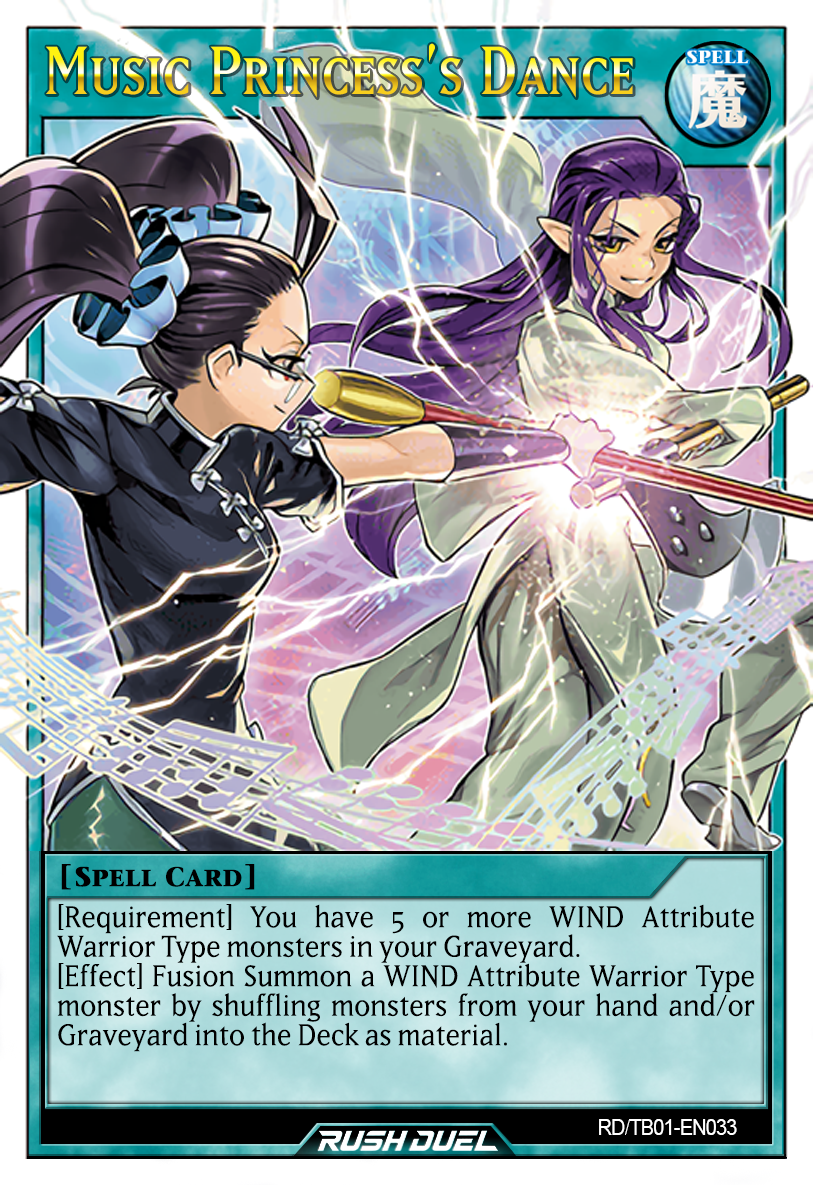 Music Princess's Dance
SPELL
魔
[Spell Card]
[Requirement] You have 5 or more WIND Attribute
Warrior Type monsters in your Graveyard.
[Effect] Fusion Summon a WIND Attribute Warrior Type
monster by shuffling monsters from your hand and/or
Graveyard into the Deck as material.
RD/TB01-EN033
RUSH DUEL